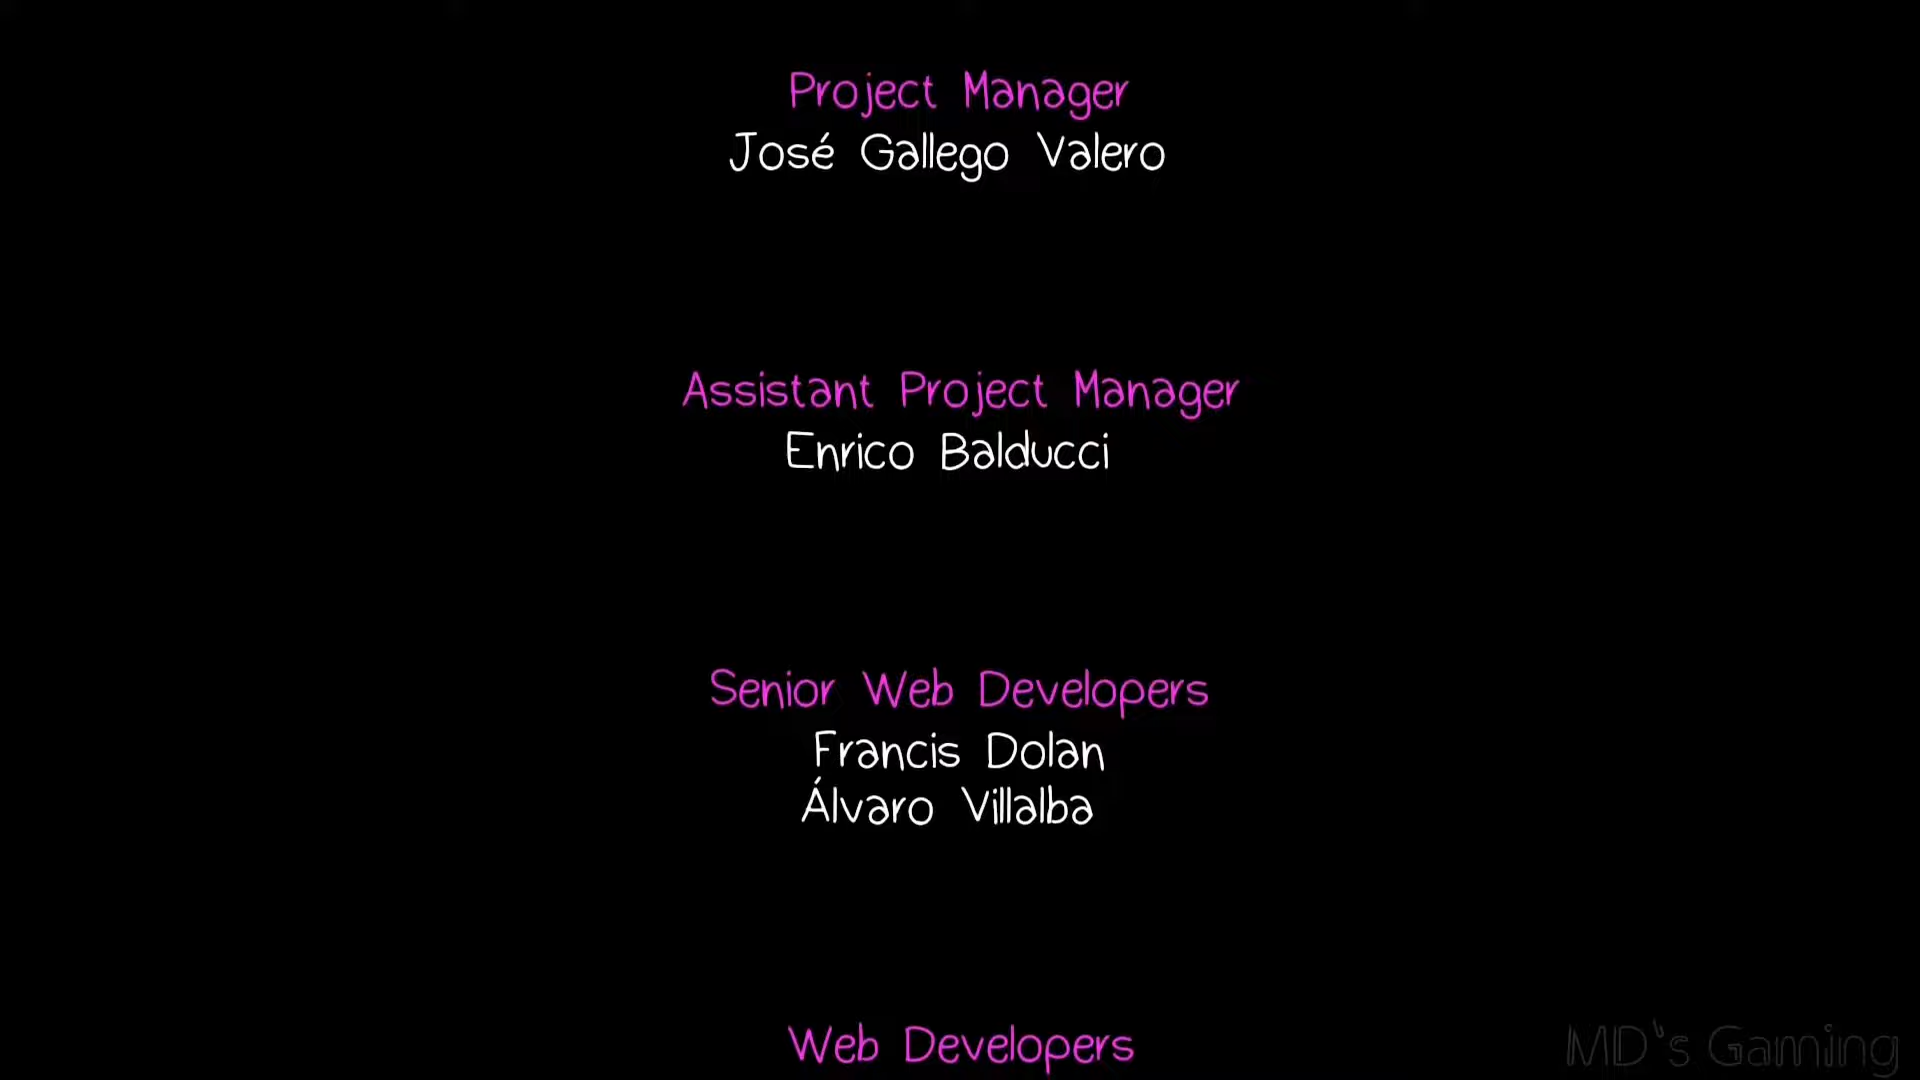 Project Manager
José Gallego Valero
Assistant Project Manager
Enrico Balducci
Senior Web Developers
Francis Dolan
Álvaro Villalba
Web Developers
MD's Gaming